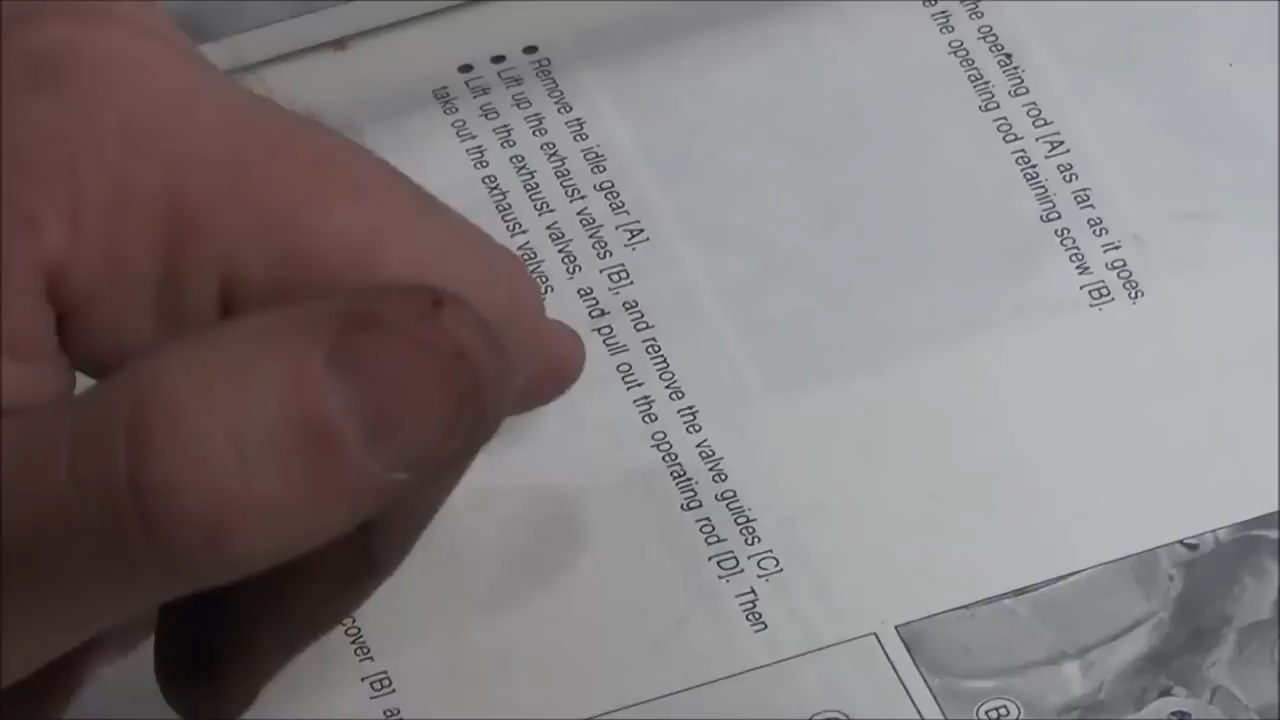 he operating rod [A] as far as it goes.
the operating rod retaining screw [B].
● Remove the idle gear [A].
● Lift up the exhaust valves [B], and remove the valve guides [C].
● Lift up the exhaust valves, and pull out the operating rod [D]. Then
take out the exhaust valves.
cover [B] a
B